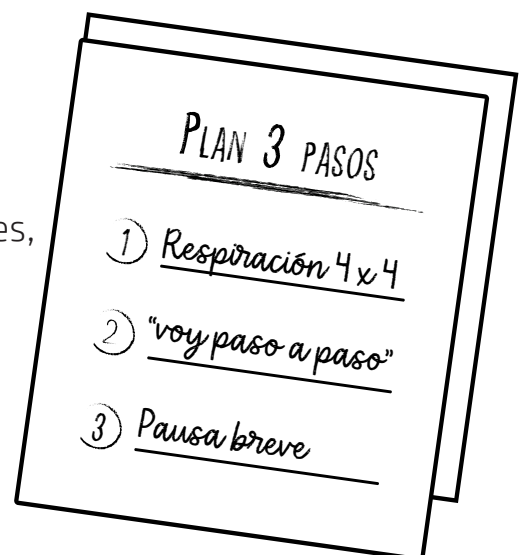 es,
PLAN 3 PASOS
1 Respiración 4 x 4
2 "voy paso a paso"
3 Pausa breve